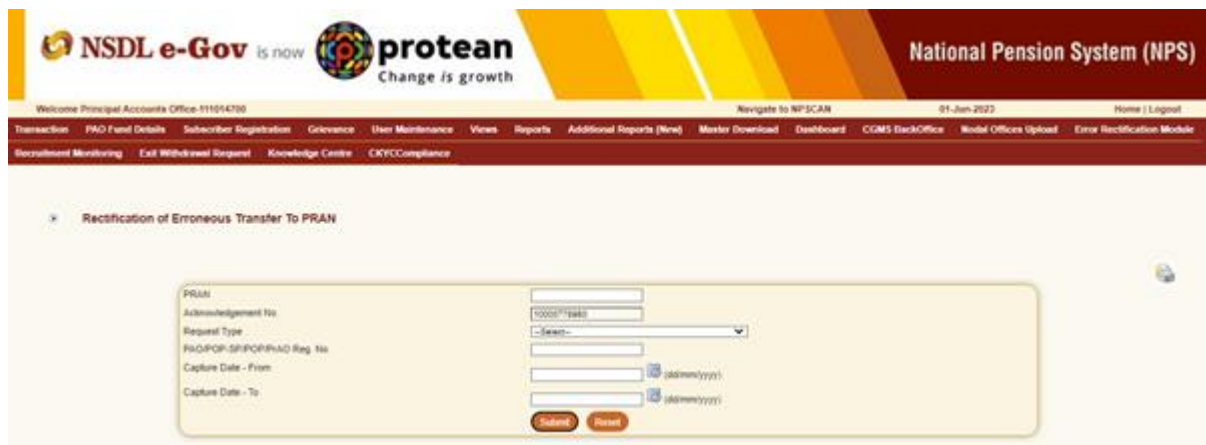 NSDL e-Gov is now protean
Change is growth
National Pension System (NPS)
Welcome Principal Accounts Office-111014700 Navigate to NPSCAN 01-Jun-2023 Home | Logout
Transaction PAO Fund Details Subscriber Registration Grievance User Maintenance Views Reports Additional Reports (New) Master Download Dashboard CGMS BackOffice Nodal Offices Upload Error Rectification Module
Recruitment Monitoring Exit Withdrawal Request Knowledge Centre CKYCCompliance
Rectification of Erroneous Transfer To PRAN
PRAN
Acknowledgement No
Request Type --Select--
PAO/POP-SP/POP/PrAO Reg. No
Capture Date - From (dd/mm/yyyy)
Capture Date - To (dd/mm/yyyy)
Submit Reset